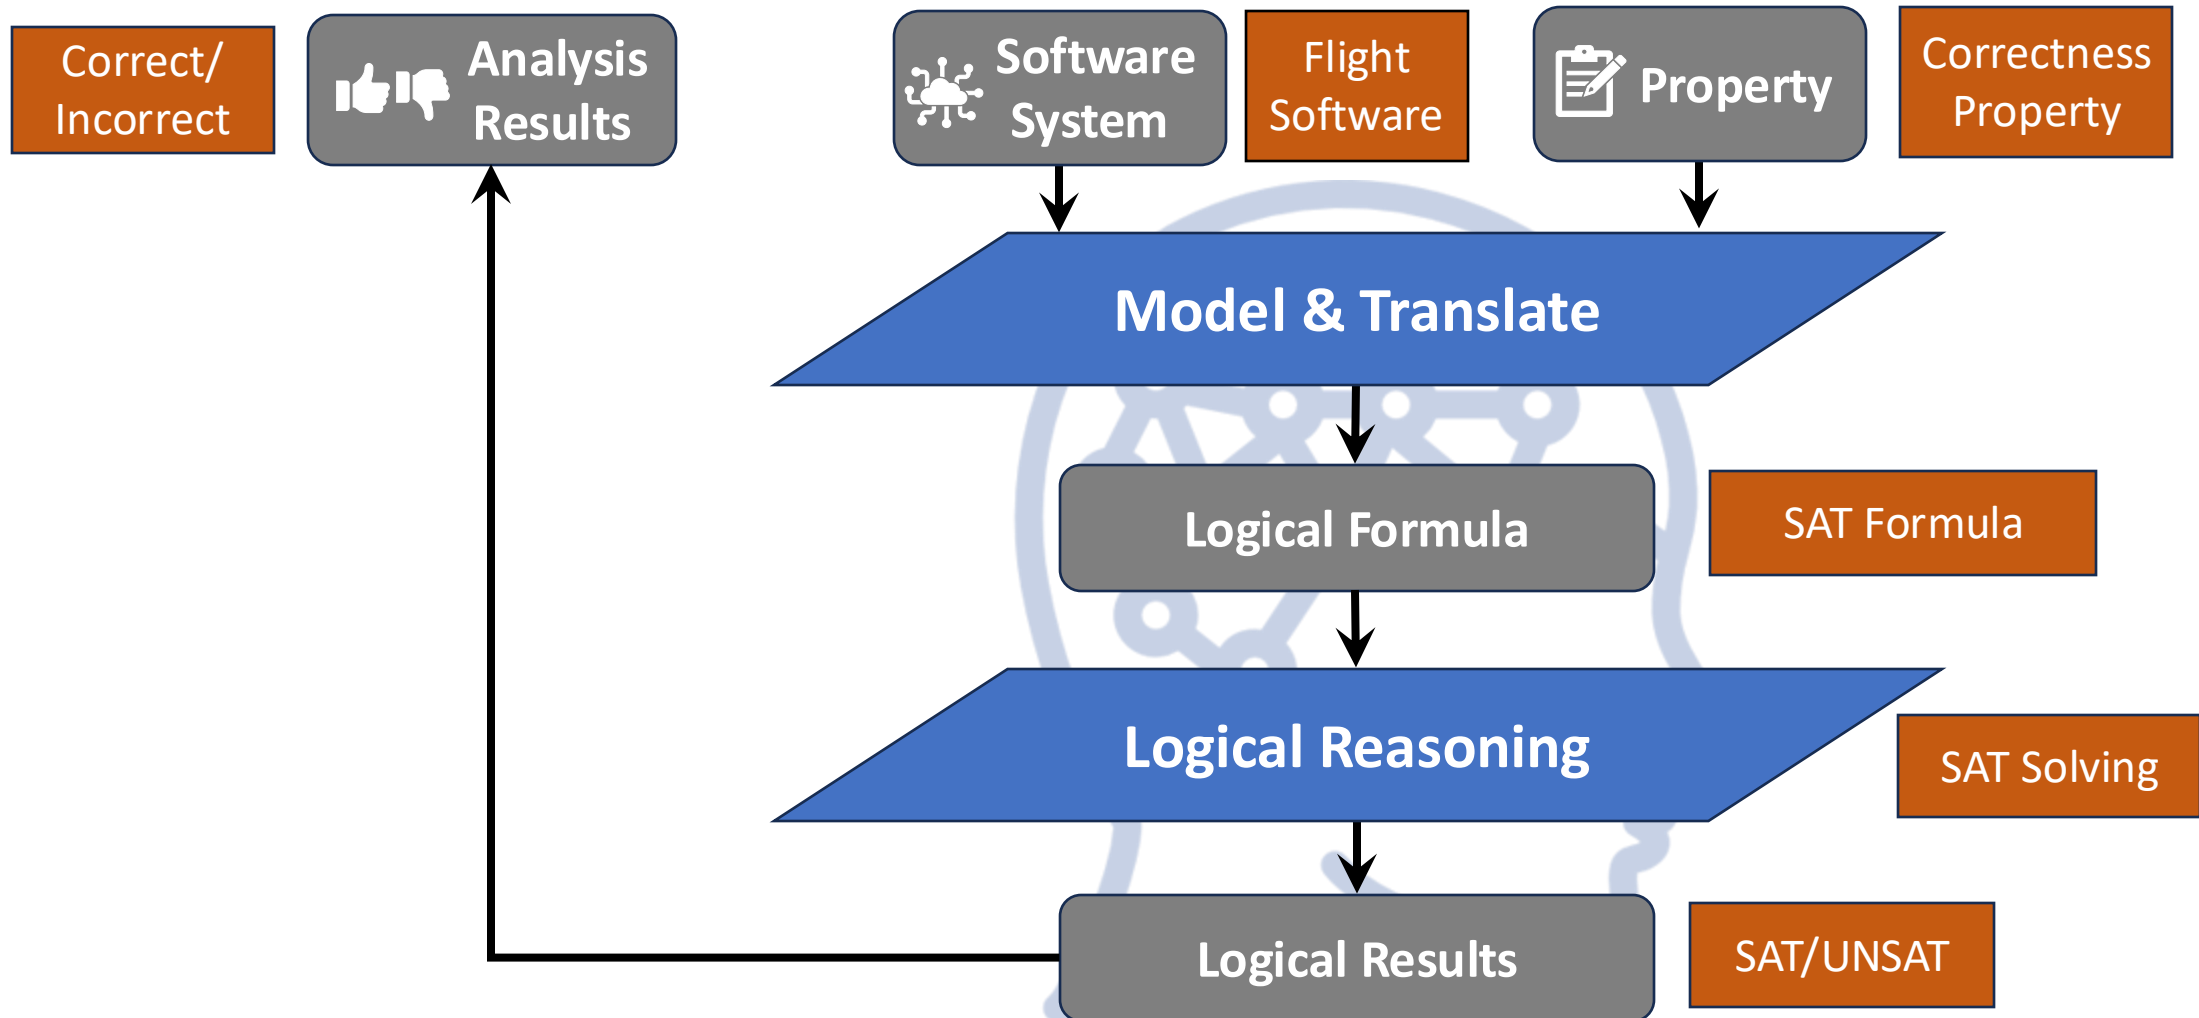 Correct/
Incorrect
Analysis
Results
Software
System
Flight
Software
Property
Correctness
Property
Model & Translate
Logical Formula
SAT Formula
Logical Reasoning
SAT Solving
Logical Results
SAT/UNSAT